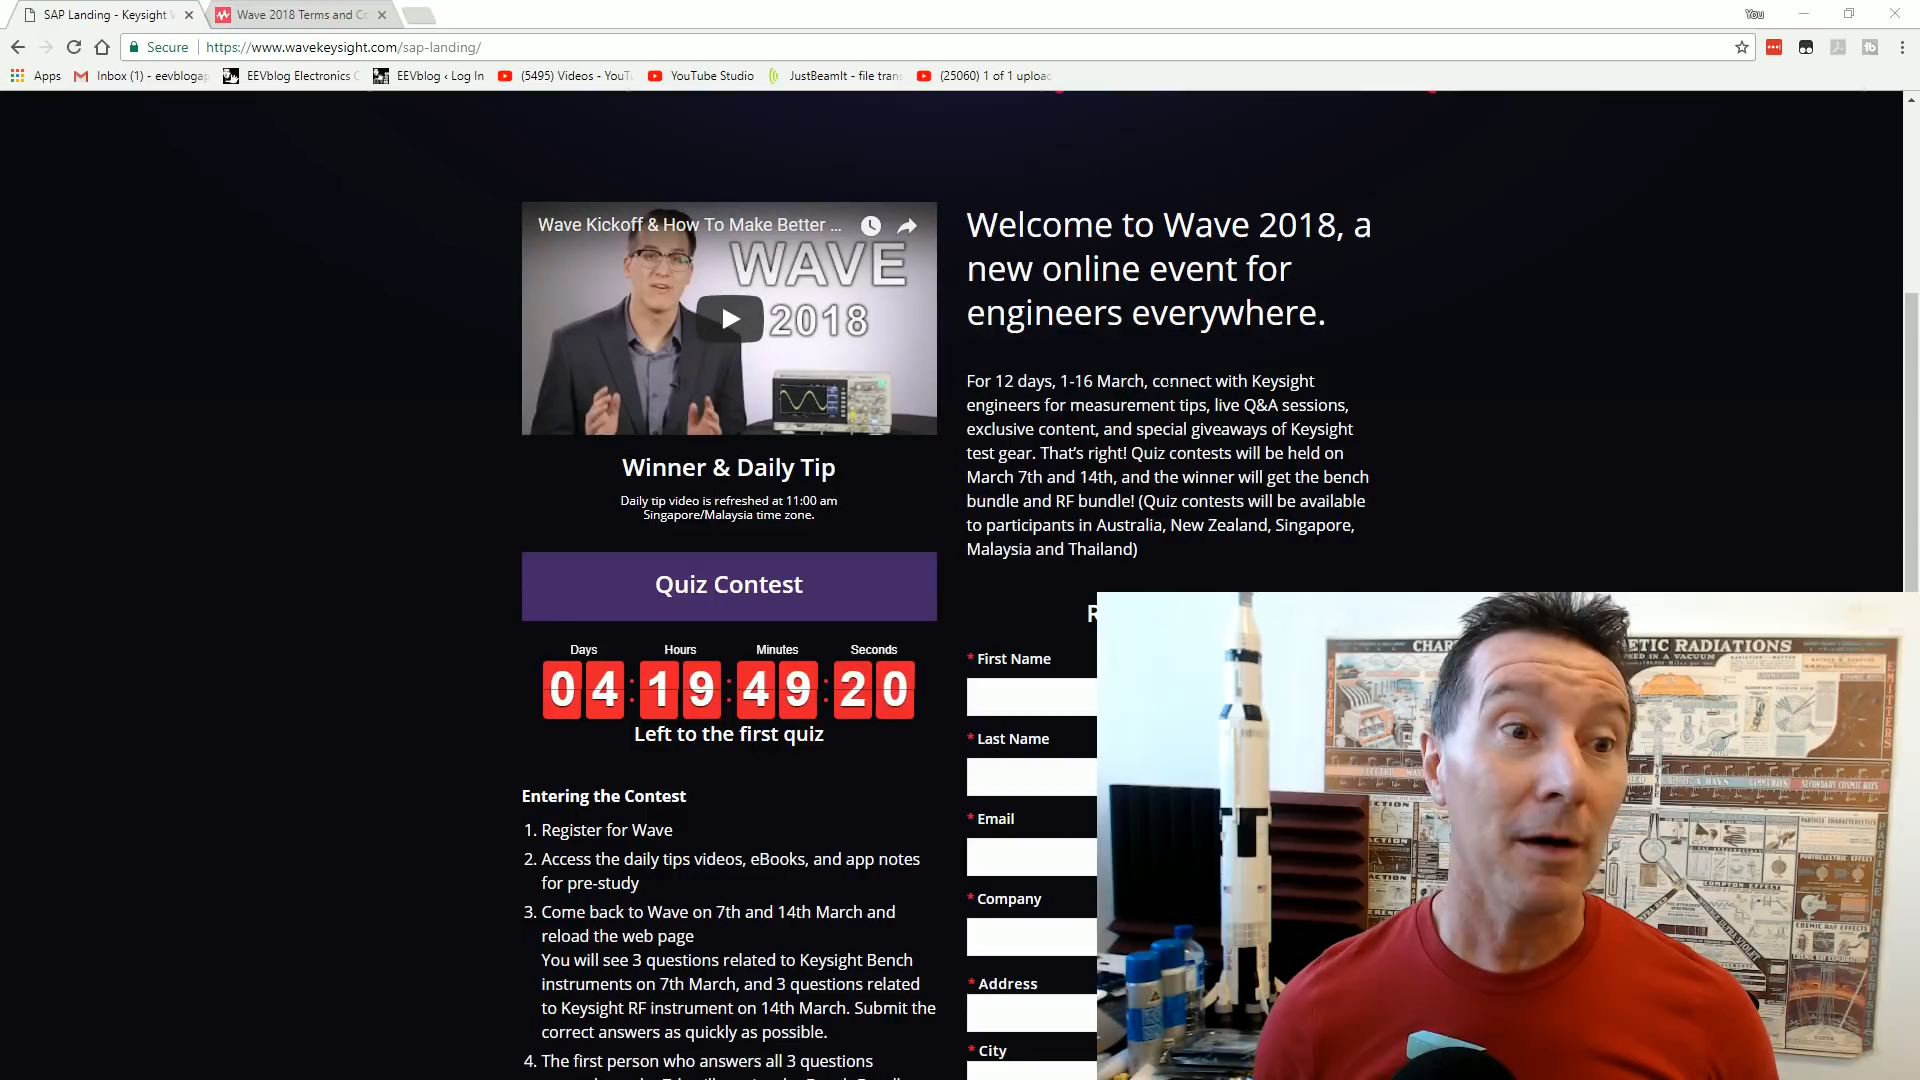 SAP Landing - Keysight W
Wave 2018 Terms and Co
You
Secure
https://www.wavekeysight.com/sap-landing/
Apps
Inbox (1) - eevblogap
EEVblog Electronics C
EEVblog ‹ Log In
(5495) Videos - YouTu
YouTube Studio
JustBeamIt - file trans
(25060) 1 of 1 upload
Wave Kickoff & How To Make Better ...
WAVE
2018
Winner & Daily Tip
Daily tip video is refreshed at 11:00 am
Singapore/Malaysia time zone.
Quiz Contest
Days Hours Minutes Seconds
04 : 19 : 49 : 20
Left to the first quiz
Entering the Contest
1. Register for Wave
2. Access the daily tips videos, eBooks, and app notes
for pre-study
3. Come back to Wave on 7th and 14th March and
reload the web page
You will see 3 questions related to Keysight Bench
instruments on 7th March, and 3 questions related
to Keysight RF instrument on 14th March. Submit the
correct answers as quickly as possible.
4. The first person who answers all 3 questions
Welcome to Wave 2018, a
new online event for
engineers everywhere.
For 12 days, 1-16 March, connect with Keysight
engineers for measurement tips, live Q&A sessions,
exclusive content, and special giveaways of Keysight
test gear. That's right! Quiz contests will be held on
March 7th and 14th, and the winner will get the bench
bundle and RF bundle! (Quiz contests will be available
to participants in Australia, New Zealand, Singapore,
Malaysia and Thailand)
R
* First Name
* Last Name
* Email
* Company
* Address
* City
CHAR
ETIC RADIATIONS
COMPTON EFFECT
COSMIC RAYS